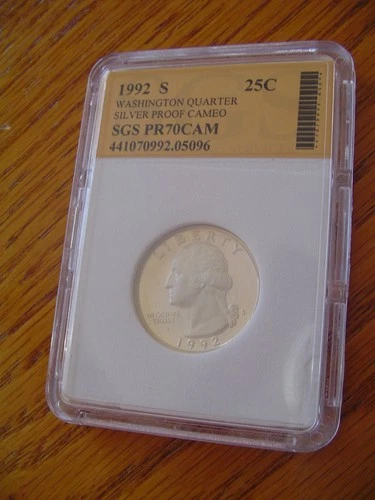 1992 S 25C
WASHINGTON QUARTER
SILVER PROOF CAMEO
SGS PR70CAM
441070992.05096
LIBERTY
IN GOD WE
TRUST
1992